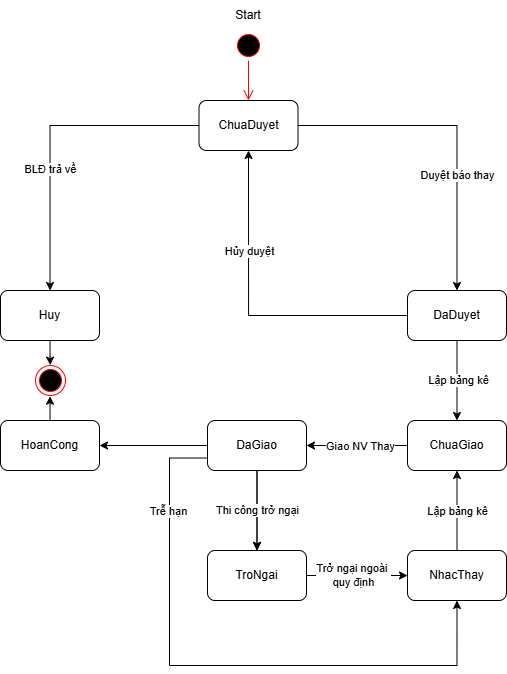 Start
ChuaDuyet
BLĐ trả về
Duyệt báo thay
Hủy duyệt
Huy
DaDuyet
Lập bảng kê
HoanCong
DaGiao
Giao NV Thay
ChuaGiao
Trễ hạn
Thi công trở ngại
Lập bảng kê
TroNgai
Trở ngại ngoài
quy định
NhacThay